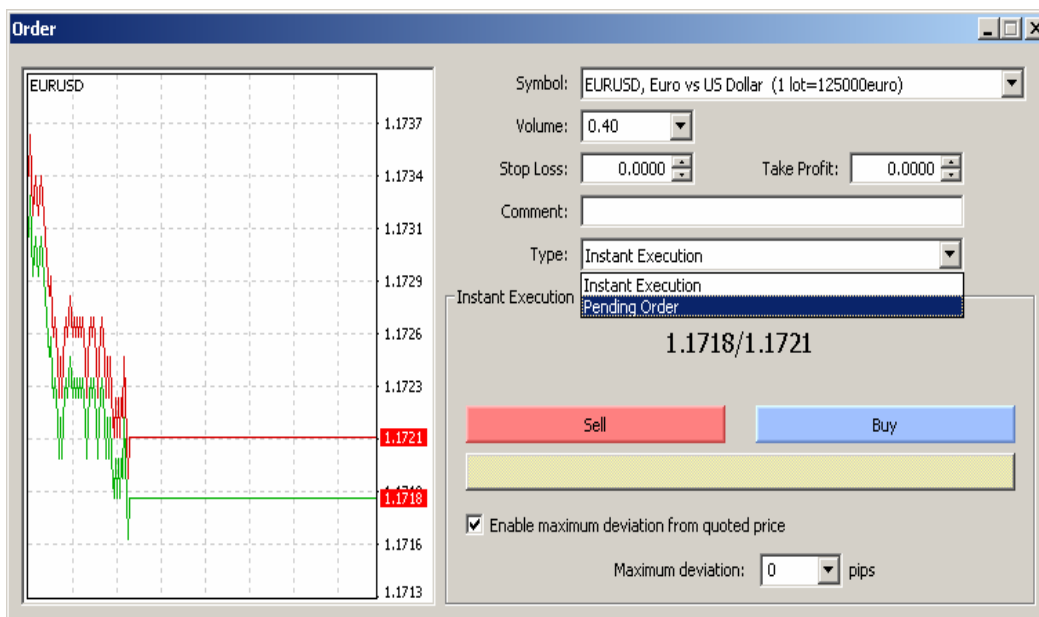 Order
EURUSD
1.1737
1.1734
1.1731
1.1729
1.1726
1.1723
1.1721
1.1718
1.1716
1.1713
Symbol: EURUSD, Euro vs US Dollar (1 lot=125000euro)
Volume: 0.40
Stop Loss: 0.0000 Take Profit: 0.0000
Comment:
Type: Instant Execution
Instant Execution
Pending Order
Instant Execution
1.1718/1.1721
Sell Buy
Enable maximum deviation from quoted price
Maximum deviation: 0 pips